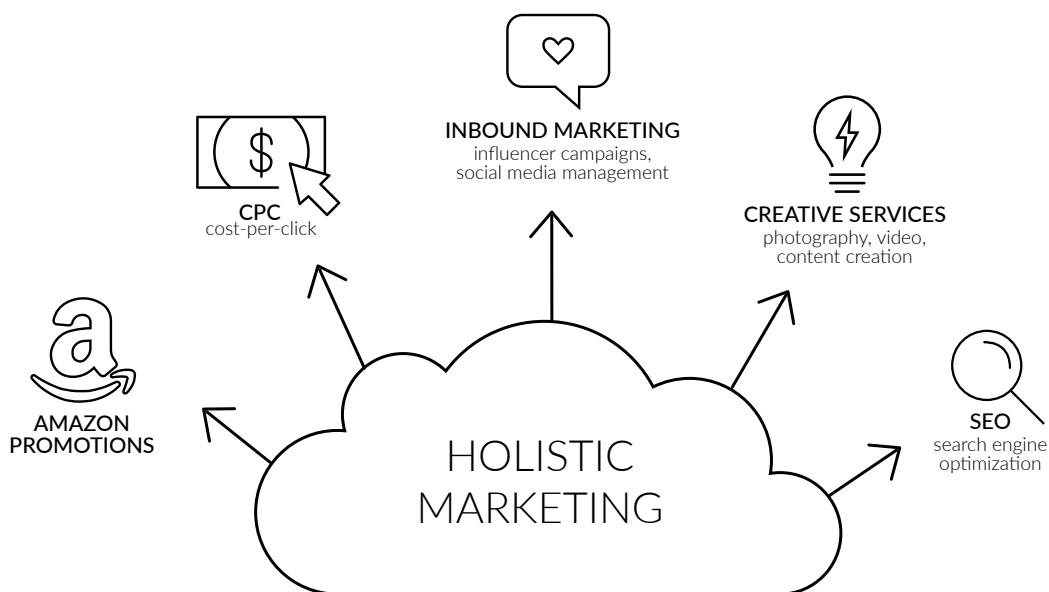 INBOUND MARKETING
influencer campaigns,
social media management
CPC
cost-per-click
CREATIVE SERVICES
photography, video,
content creation
AMAZON
PROMOTIONS
SEO
search engine
optimization
HOLISTIC
MARKETING